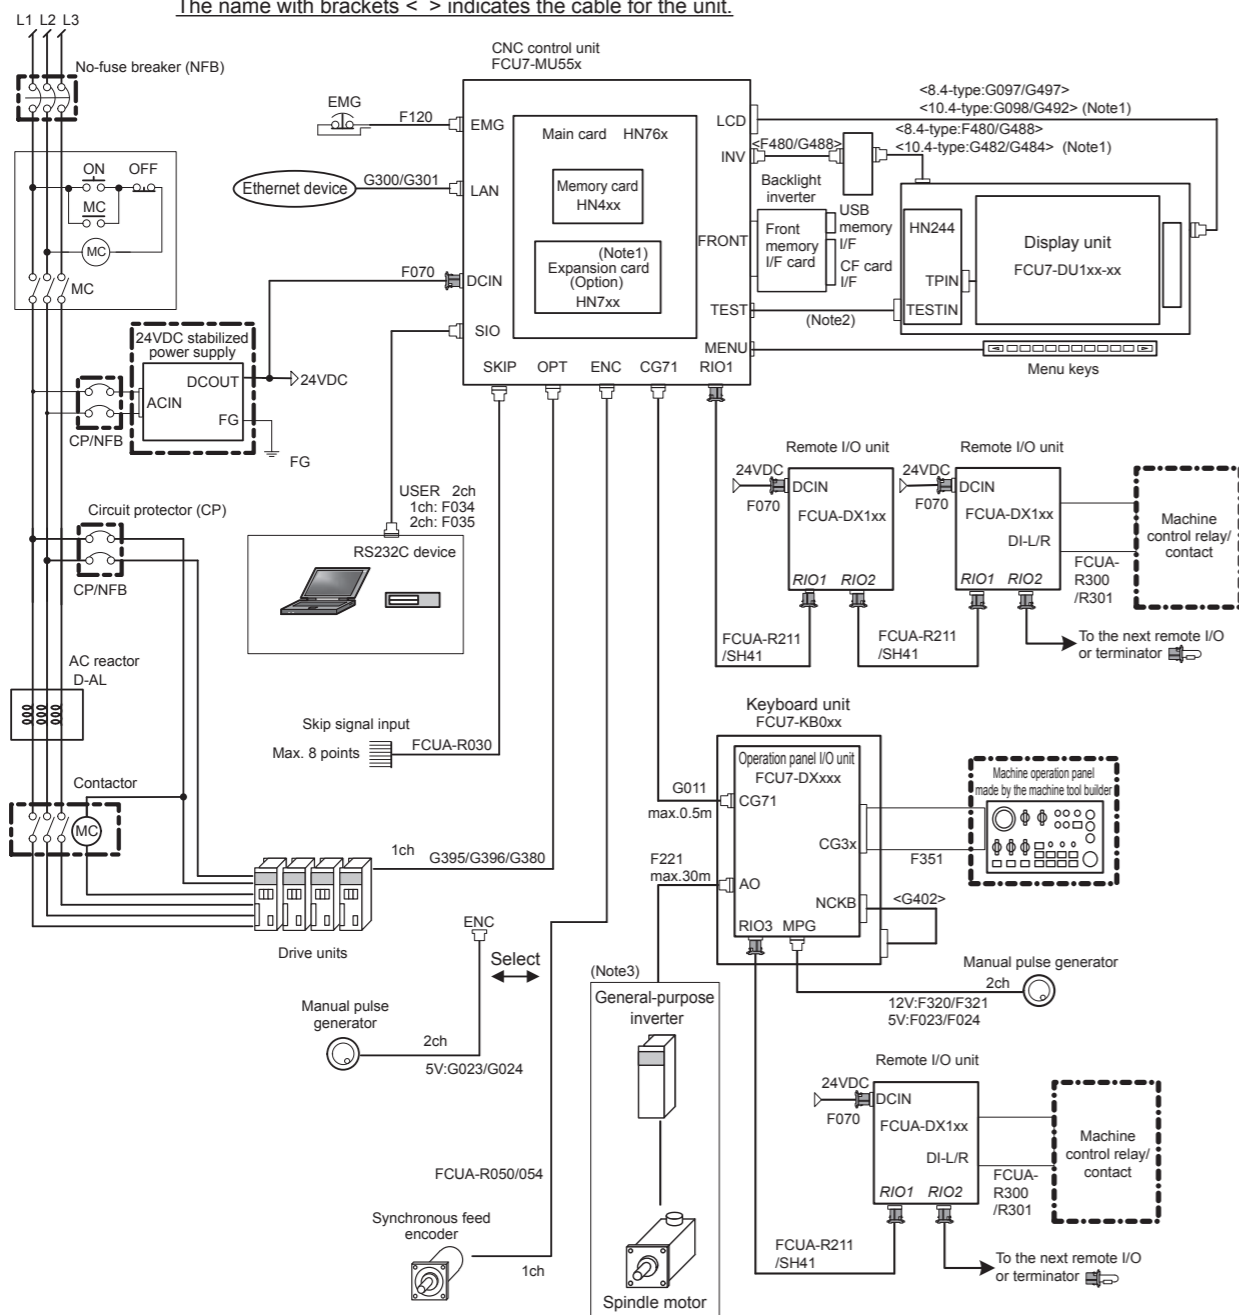 The name with brackets < > indicates the cable for the unit.
L1 L2 L3
No-fuse breaker (NFB)
ON OFF
MC
MC
MC
24VDC stabilized
power supply
DCOUT
ACIN
FG
24VDC
CP/NFB
FG
Circuit protector (CP)
CP/NFB
AC reactor
D-AL
Contactor
MC
Drive units
EMG
F120
Ethernet device
G300/G301
F070
CNC control unit
FCU7-MU55x
EMG
LAN
DCIN
SIO
Main card HN76x
Memory card
HN4xx
(Note1)
Expansion card
(Option)
HN7xx
LCD
INV
FRONT
TEST
MENU
SKIP OPT ENC CG71 RIO1
<8.4-type:G097/G497>
<10.4-type:G098/G492> (Note1)
<8.4-type:F480/G488>
<10.4-type:G482/G484> (Note1)
<F480/G488>
Backlight
inverter
Front
memory
I/F card
USB
memory
I/F
CF card
I/F
(Note2)
HN244
TPIN
TESTIN
Display unit
FCU7-DU1xx-xx
Menu keys
USER 2ch
1ch: F034
2ch: F035
RS232C device
Skip signal input
Max. 8 points
FCUA-R030
1ch
G395/G396/G380
ENC
Select
Manual pulse
generator
2ch
5V:G023/G024
FCUA-R050/054
Synchronous feed
encoder
1ch
Remote I/O unit
24VDC
F070
DCIN
FCUA-DX1xx
RIO1 RIO2
FCUA-R211
/SH41
Remote I/O unit
24VDC
F070
DCIN
FCUA-DX1xx
DI-L/R
RIO1 RIO2
FCUA-R211
/SH41
FCUA-
R300
/R301
Machine
control relay/
contact
To the next remote I/O
or terminator
Keyboard unit
FCU7-KB0xx
Operation panel I/O unit
FCU7-DXxxx
G011
max.0.5m
CG71
CG3x
F221
max.30m
AO
NCKB
<G402>
RIO3 MPG
F351
Machine operation panel
made by the machine tool builder
Manual pulse generator
2ch
12V:F320/F321
5V:F023/F024
(Note3)
General-purpose
inverter
Spindle motor
Remote I/O unit
24VDC
F070
DCIN
FCUA-DX1xx
DI-L/R
RIO1 RIO2
FCUA-R211
/SH41
FCUA-
R300
/R301
Machine
control relay/
contact
To the next remote I/O
or terminator